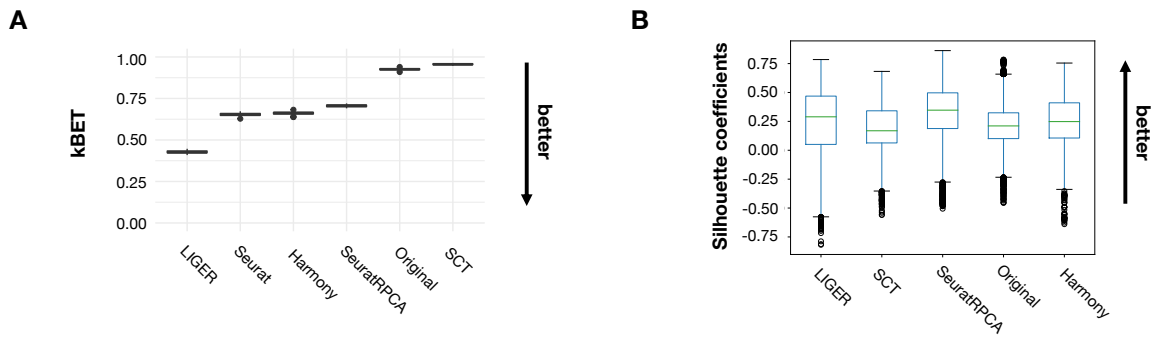 A
kBET
1.00
0.75
0.50
0.25
0.00
LIGER
Seurat
Harmony
SeuratRPCA
Original
SCT
better
B
Silhouette coefficients
0.75
0.50
0.25
0.00
-0.25
-0.50
-0.75
LIGER
SCT
SeuratRPCA
Original
Harmony
better